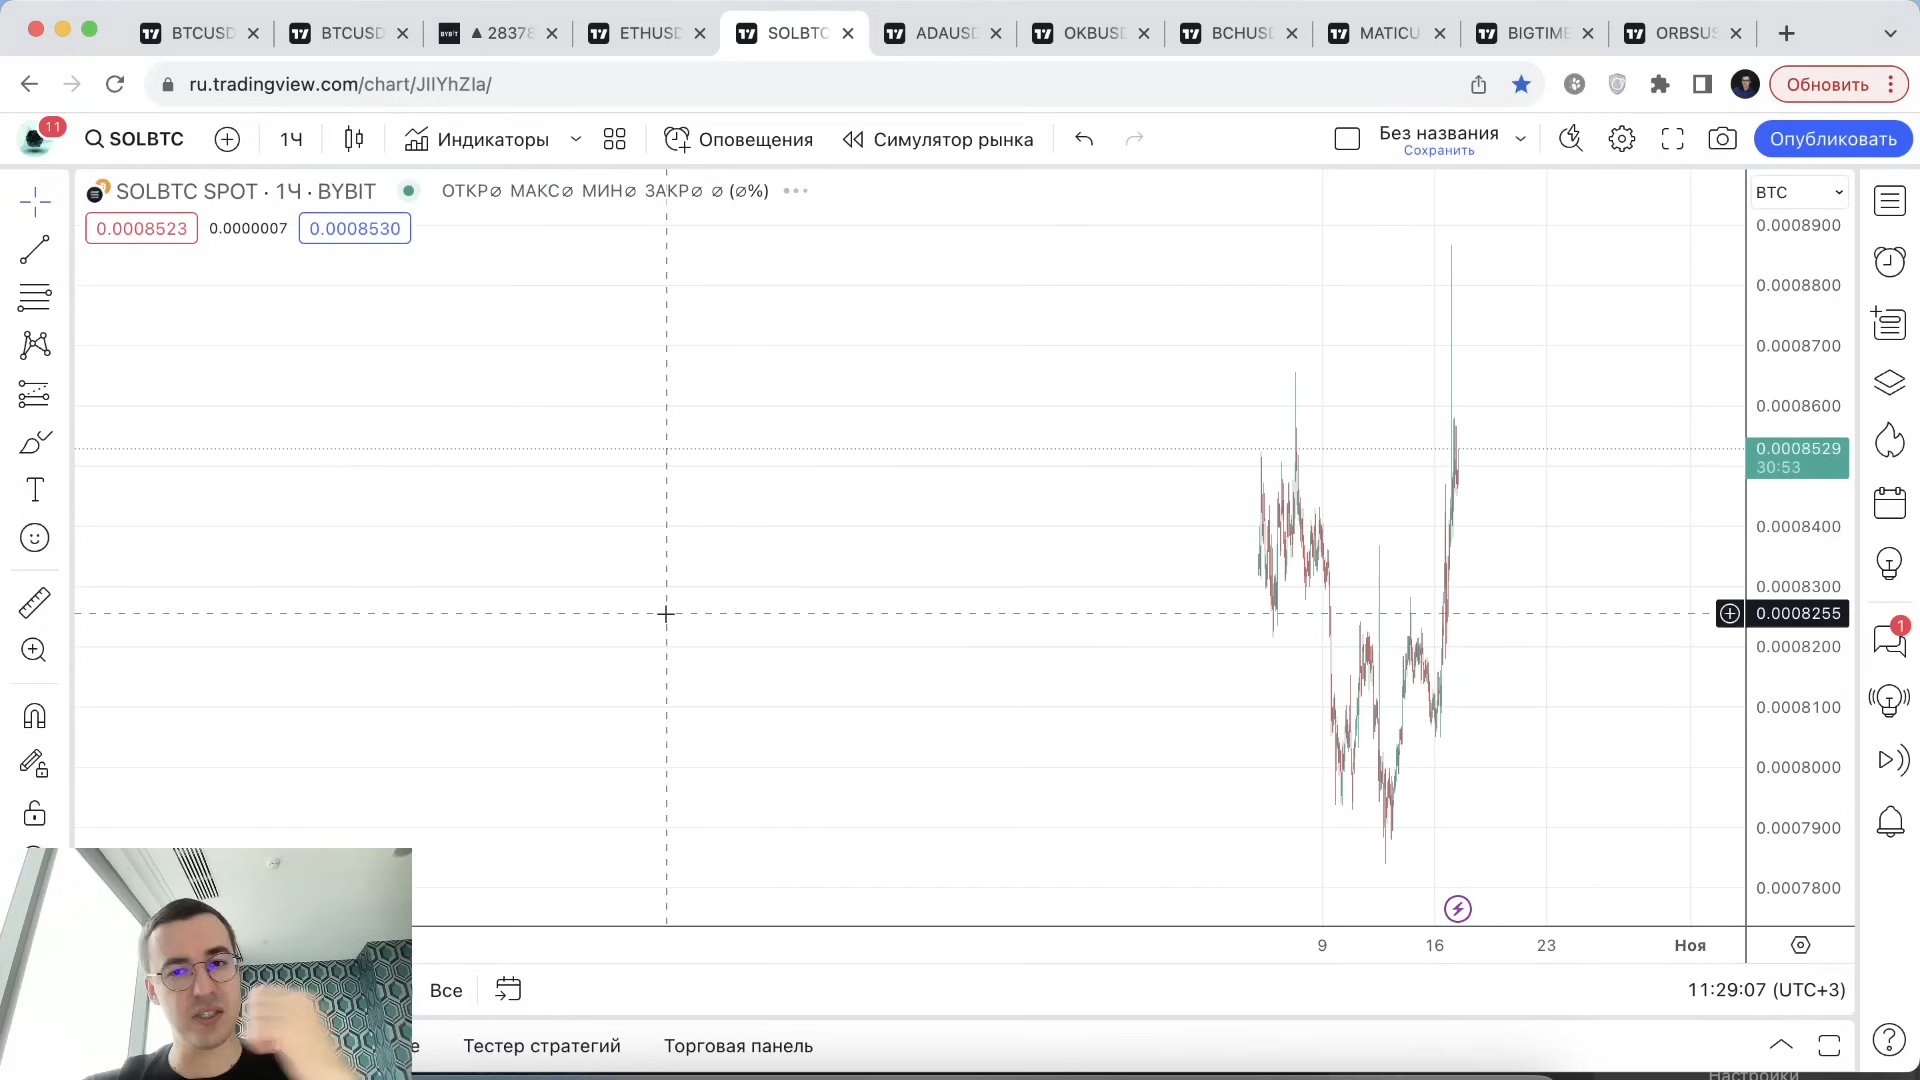 BTCUSD
BTCUSD
BYBIT ▲ 28378
ETHUSD
SOLBTC
ADAUSD
OKBUSD
BCHUSD
MATICU
BIGTIME
ORBSUS
ru.tradingview.com/chart/JIIYhZIa/
Обновить
11
SOLBTC
1Ч
Индикаторы
Оповещения
Симулятор рынка
Без названия
Сохранить
Опубликовать
SOLBTC SPOT · 1Ч · BYBIT
ОТКР∅ МАКС∅ МИН∅ ЗАКР∅ ∅ (∅%)
0.0008523
0.0000007
0.0008530
BTC
0.0008900
0.0008800
0.0008700
0.0008600
0.0008529
30:53
0.0008400
0.0008300
0.0008255
0.0008200
0.0008100
0.0008000
0.0007900
0.0007800
1
9
16
23
Ноя
Все
11:29:07 (UTC+3)
Тестер стратегий
Торговая панель